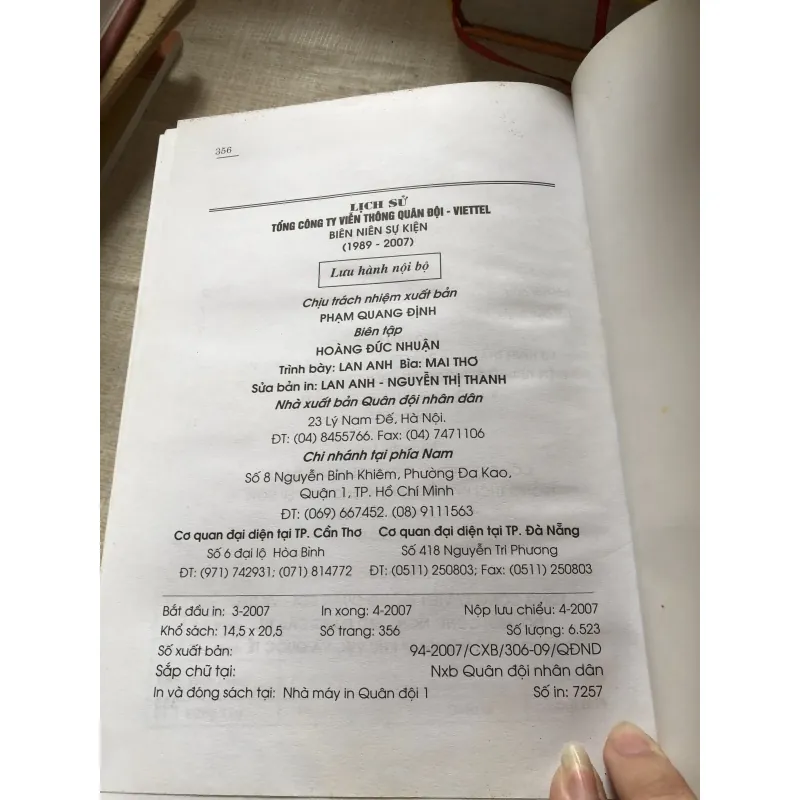 356
LỊCH SỬ
TỔNG CÔNG TY VIỄN THÔNG QUÂN ĐỘI - VIETTEL
BIÊN NIÊN SỰ KIỆN
(1989 - 2007)
Lưu hành nội bộ
Chịu trách nhiệm xuất bản
PHẠM QUANG ĐỊNH
Biên tập
HOÀNG ĐỨC NHUẬN
Trình bày: LAN ANH Bìa: MAI THƠ
Sửa bản in: LAN ANH - NGUYỄN THỊ THANH
Nhà xuất bản Quân đội nhân dân
23 Lý Nam Đế, Hà Nội.
ĐT: (04) 8455766. Fax: (04) 7471106
Chi nhánh tại phía Nam
Số 8 Nguyễn Bỉnh Khiêm, Phường Đa Kao,
Quận 1, TP. Hồ Chí Minh
ĐT: (069) 667452. (08) 9111563
Cơ quan đại diện tại TP. Cần Thơ Cơ quan đại diện tại TP. Đà Nẵng
Số 6 đại lộ Hòa Bình Số 418 Nguyễn Tri Phương
ĐT: (971) 742931; (071) 814772 ĐT: (0511) 250803; Fax: (0511) 250803
Bắt đầu in: 3-2007 In xong: 4-2007 Nộp lưu chiểu: 4-2007
Khổ sách: 14,5 x 20,5 Số trang: 356 Số lượng: 6.523
Số xuất bản: 94-2007/CXB/306-09/QĐND
Sắp chữ tại: Nxb Quân đội nhân dân
In và đóng sách tại: Nhà máy in Quân đội 1 Số in: 7257